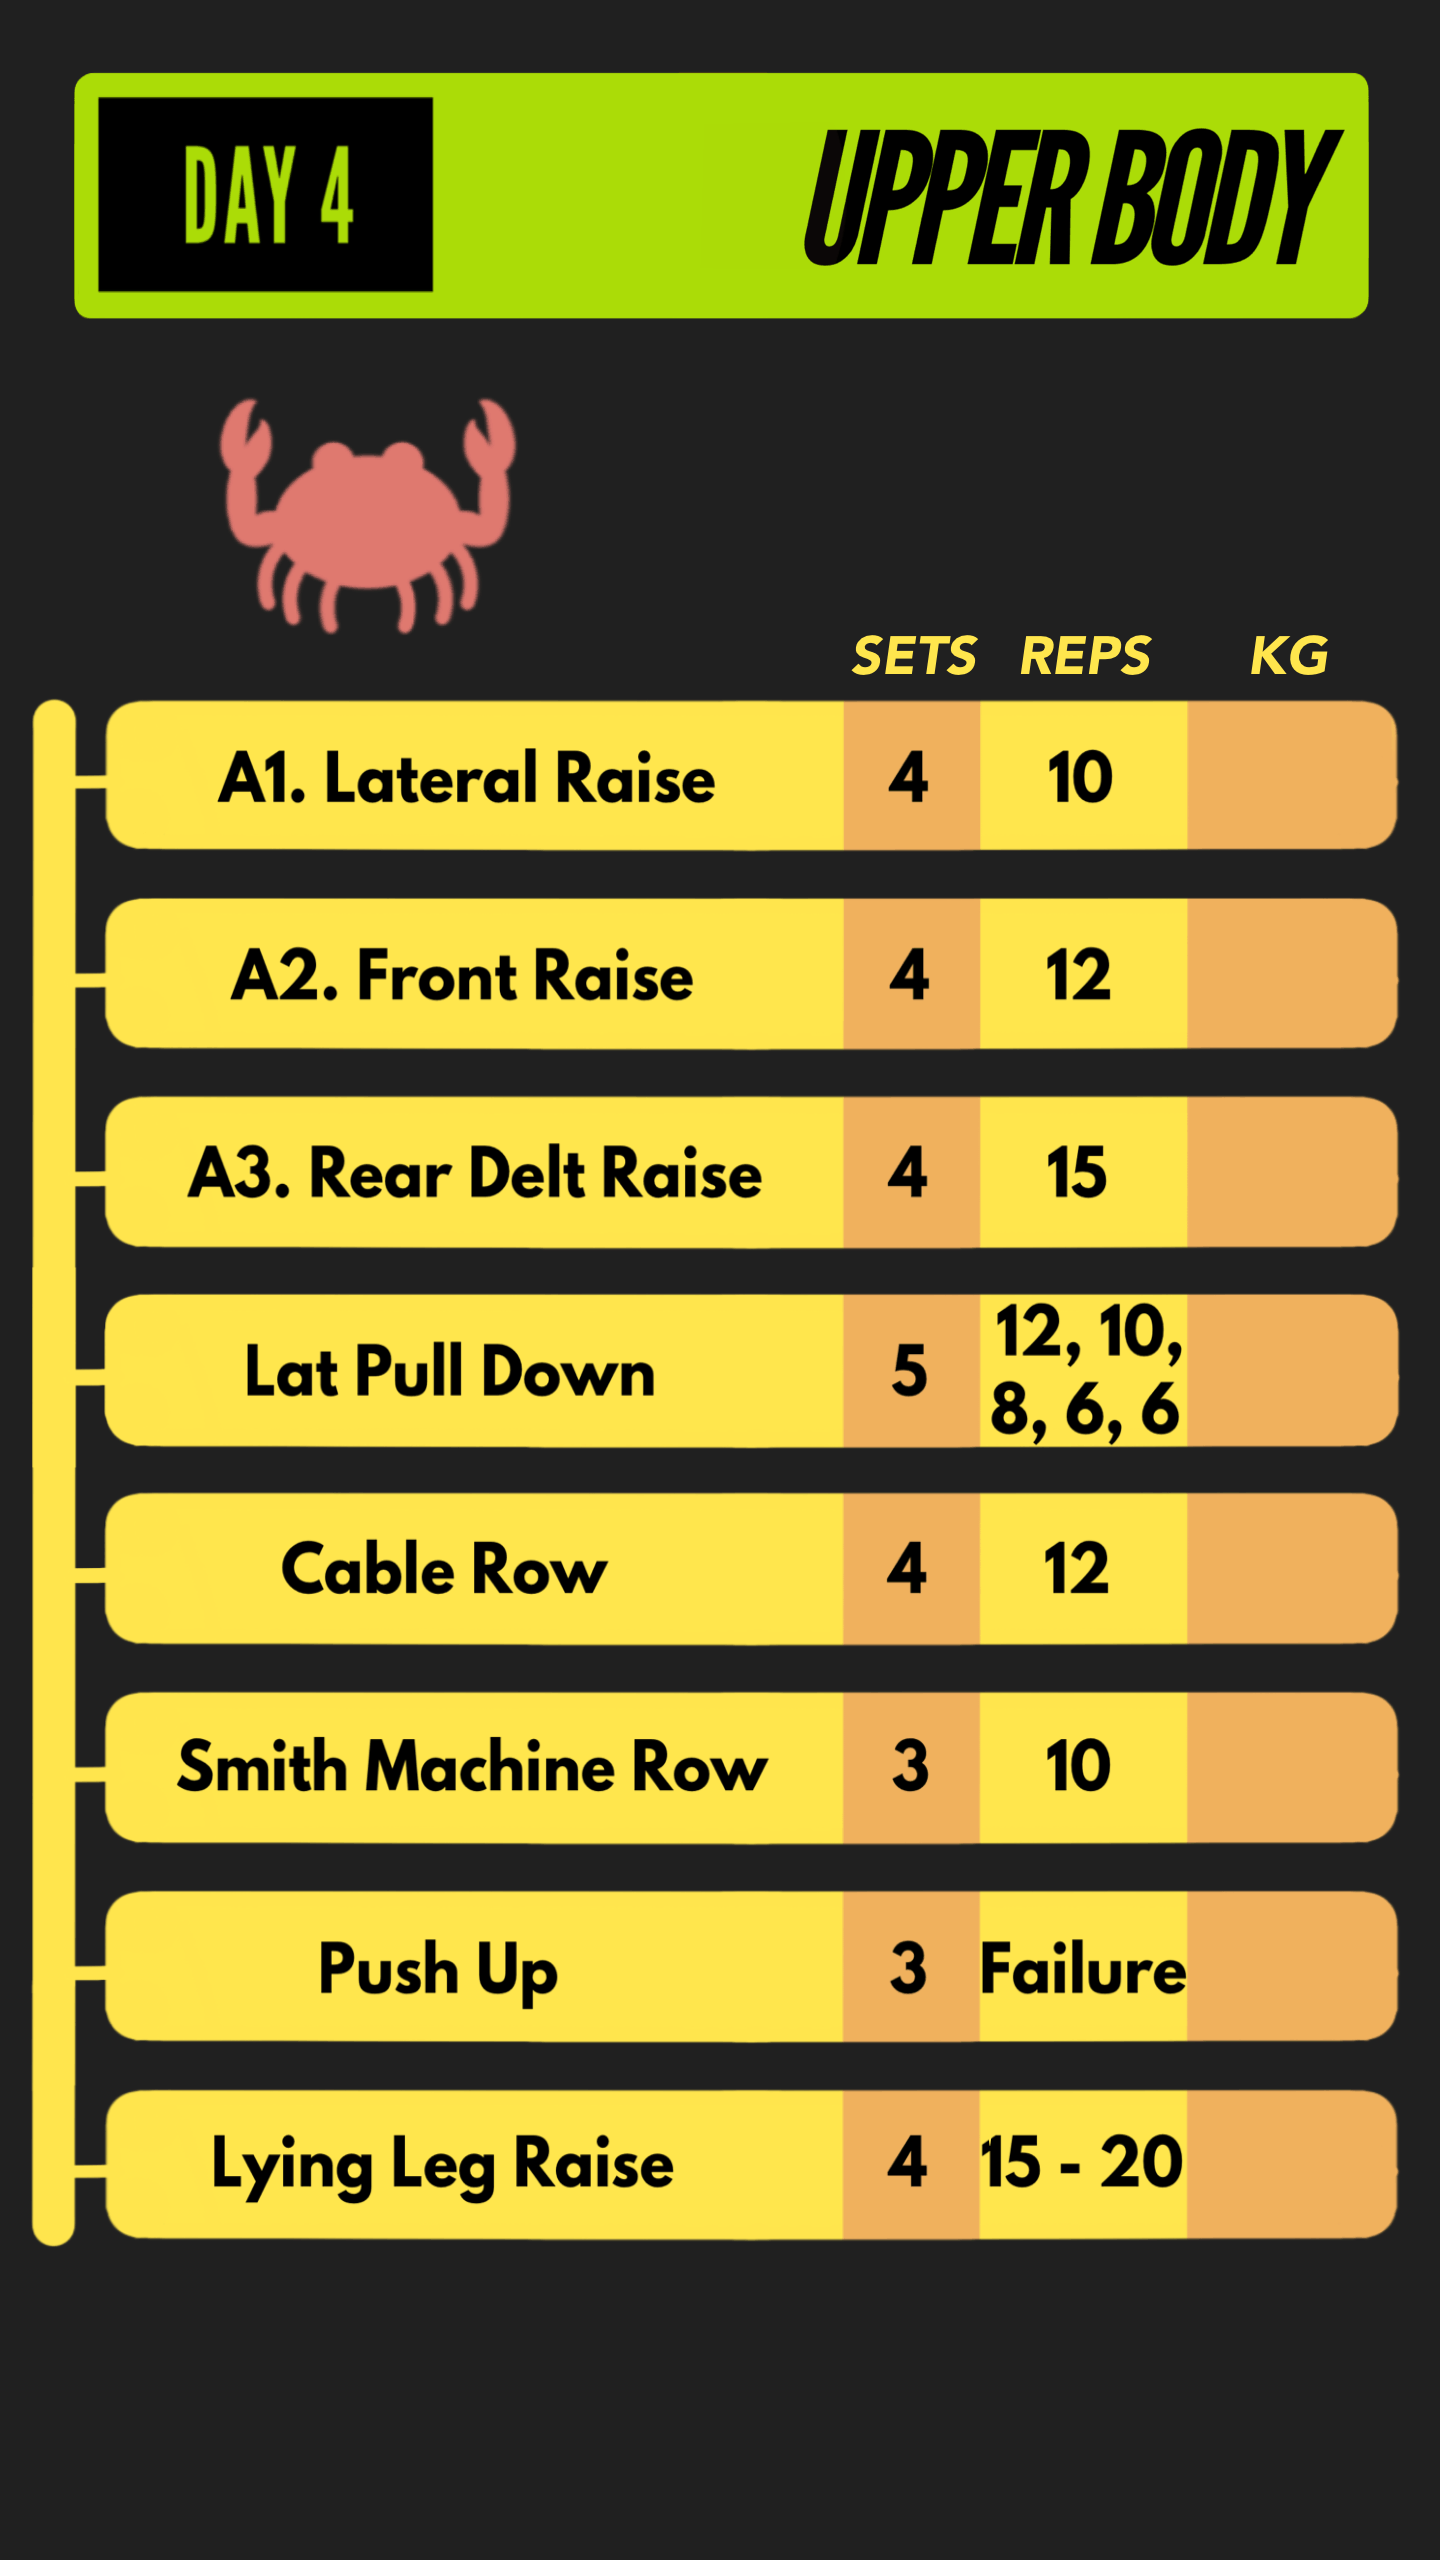 DAY 4
UPPER BODY
SETS REPS KG
A1. Lateral Raise 4 10
A2. Front Raise 4 12
A3. Rear Delt Raise 4 15
Lat Pull Down 5 12, 10,
8, 6, 6
Cable Row 4 12
Smith Machine Row 3 10
Push Up 3 Failure
Lying Leg Raise 4 15 - 20